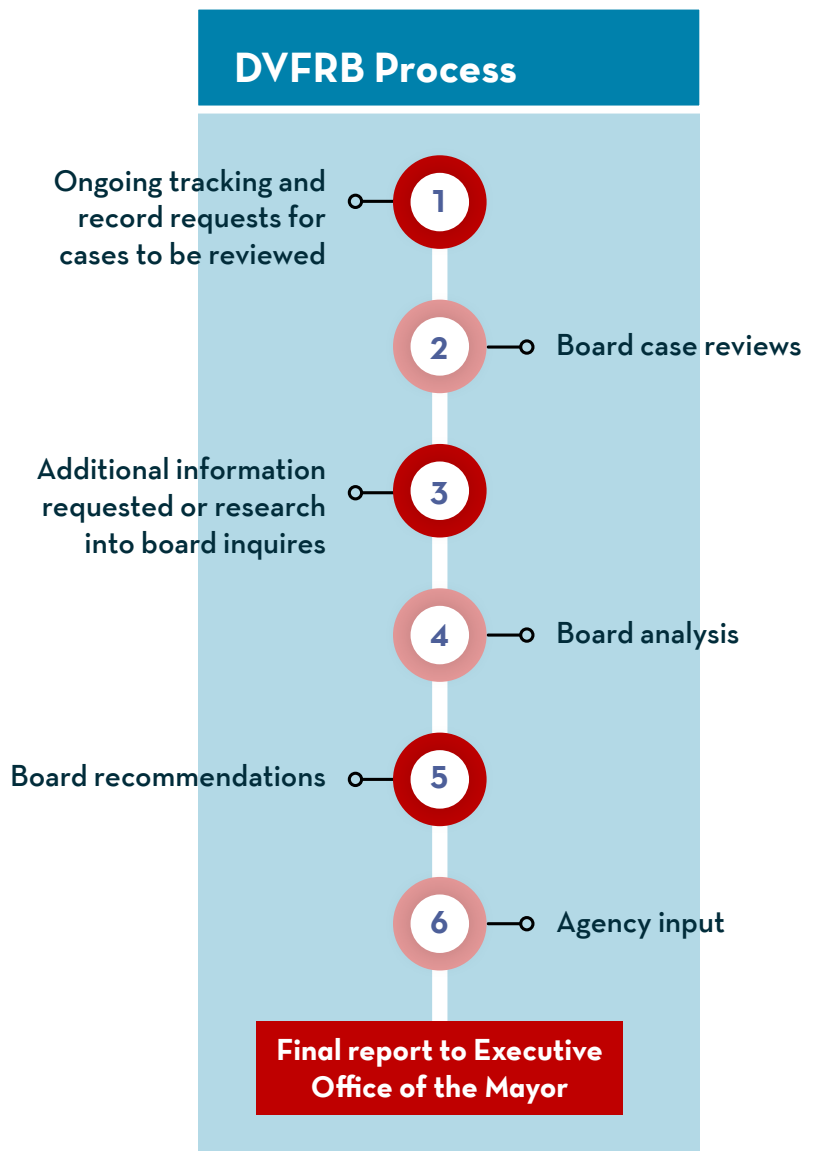 DVFRB Process
Ongoing tracking and
record requests for
cases to be reviewed
1
2
Board case reviews
Additional information
requested or research
into board inquires
3
4
Board analysis
Board recommendations
5
6
Agency input
Final report to Executive
Office of the Mayor